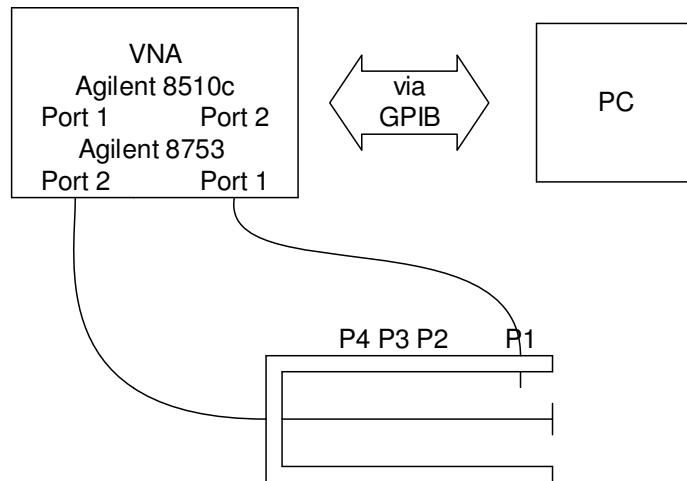 VNA
Agilent 8510c
Port 1 Port 2
Agilent 8753
Port 2 Port 1
via
GPIB
PC
P4 P3 P2 P1